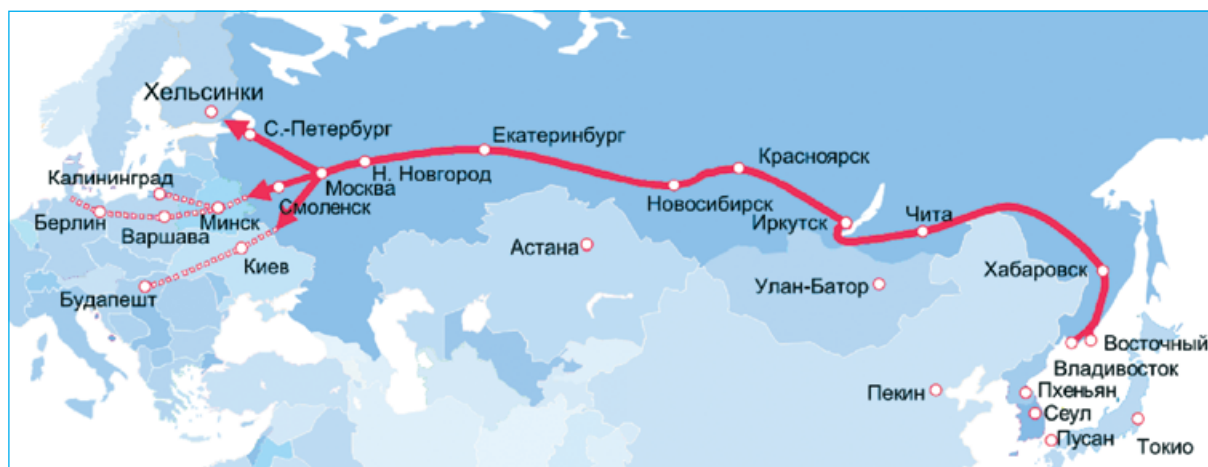 Хельсинки
С.-Петербург
Екатеринбург
Красноярск
Калининград
Москва
Н. Новгород
Смоленск
Новосибирск
Иркутск
Чита
Берлин
Варшава
Минск
Астана
Киев
Хабаровск
Будапешт
Улан-Батор
Восточный
Владивосток
Пекин
Пхеньян
Сеул
Пусан
Токио